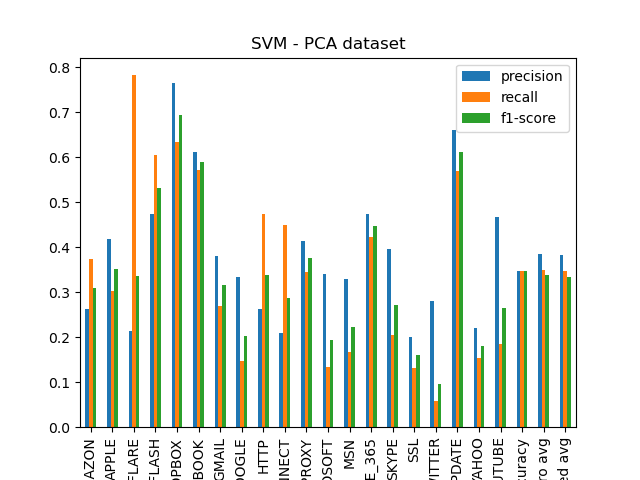 SVM - PCA dataset
precision
recall
f1-score
0.8
0.7
0.6
0.5
0.4
0.3
0.2
0.1
0.0
AZON
APPLE
FLARE
FLASH
OPBOX
BOOK
GMAIL
OOGLE
HTTP
NNECT
PROXY
OSOFT
MSN
E_365
SKYPE
SSL
ITTER
PDATE
YAHOO
UTUBE
curacy
ro avg
ed avg